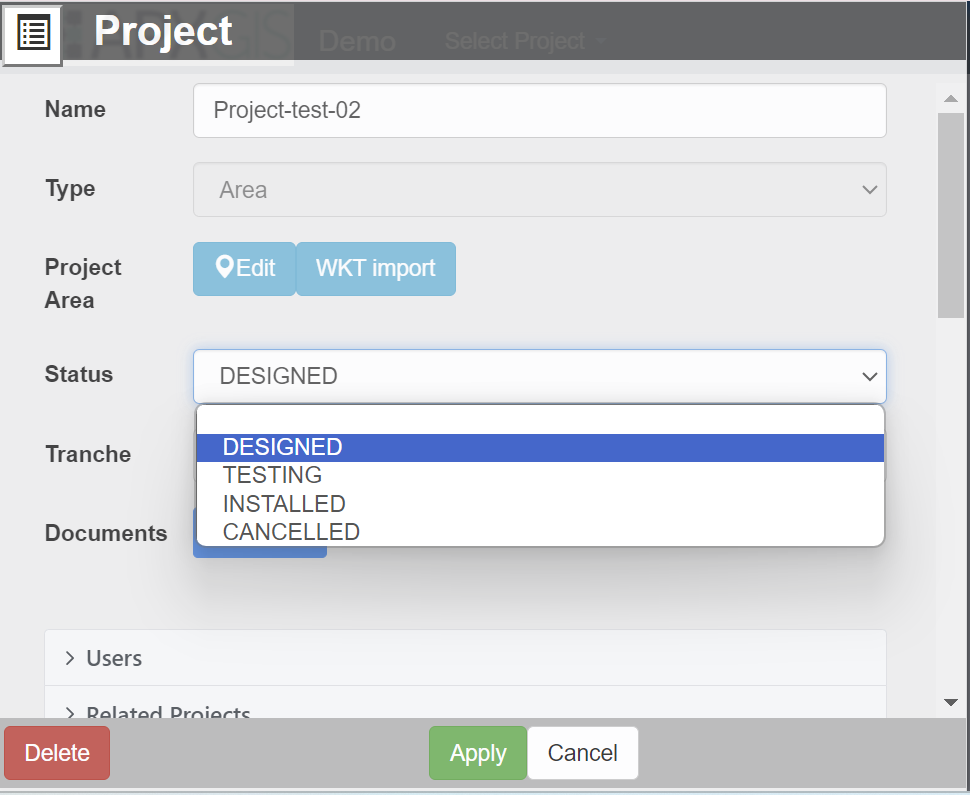 Project
Demo
Select Project
Name
Project-test-02
Type
Area
Project
Area
Edit
WKT import
Status
DESIGNED
DESIGNED
TESTING
INSTALLED
CANCELLED
Tranche
Documents
Users
Related Projects
Delete
Apply
Cancel